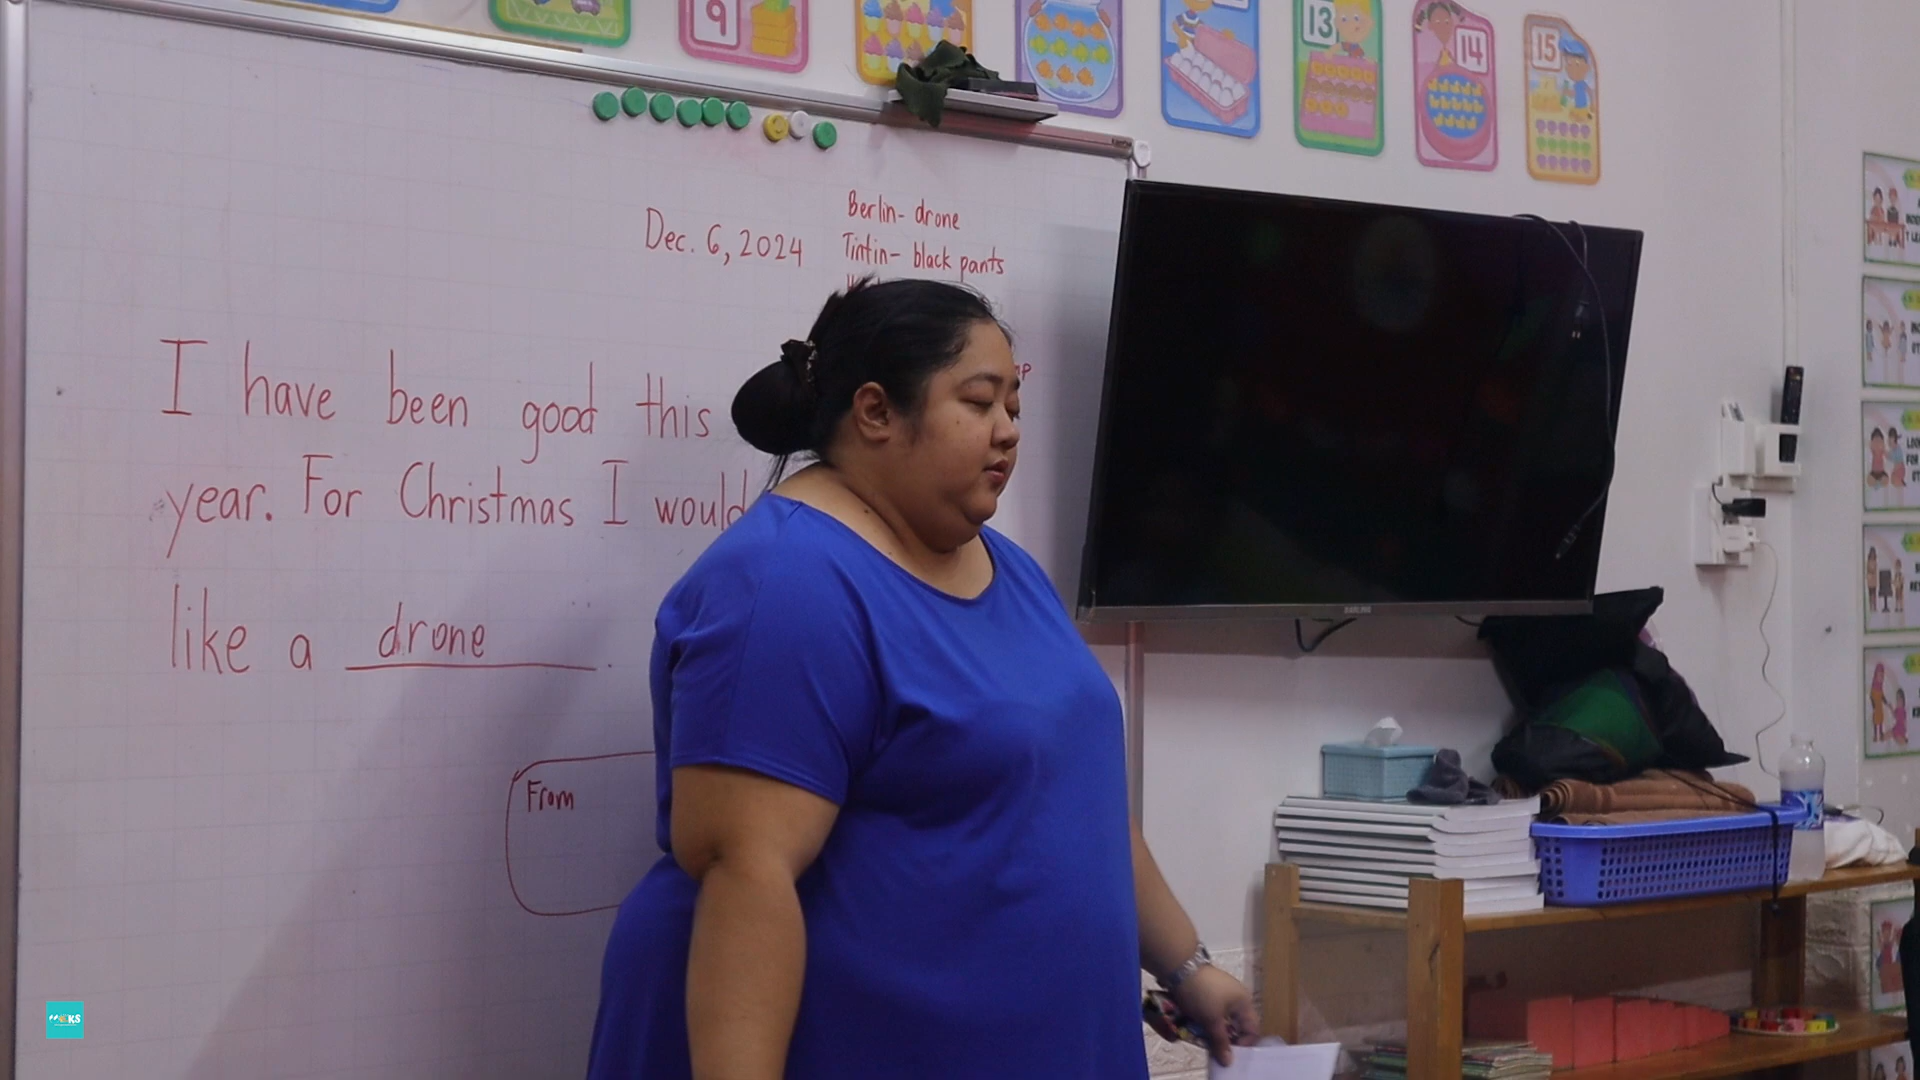 9
13
14
15
Dec. 6, 2024
Berlin- drone
Tintin- black pants
I have been good this
year. For Christmas I would
like a drone.
From